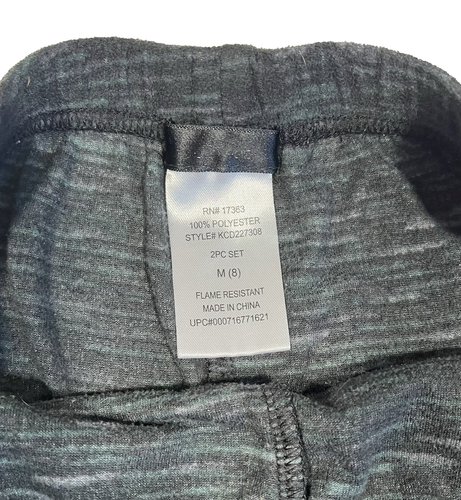 RN# 17363
100% POLYESTER
STYLE# KCD227308
2PC SET
M (8)
FLAME RESISTANT
MADE IN CHINA
UPC#000716771621